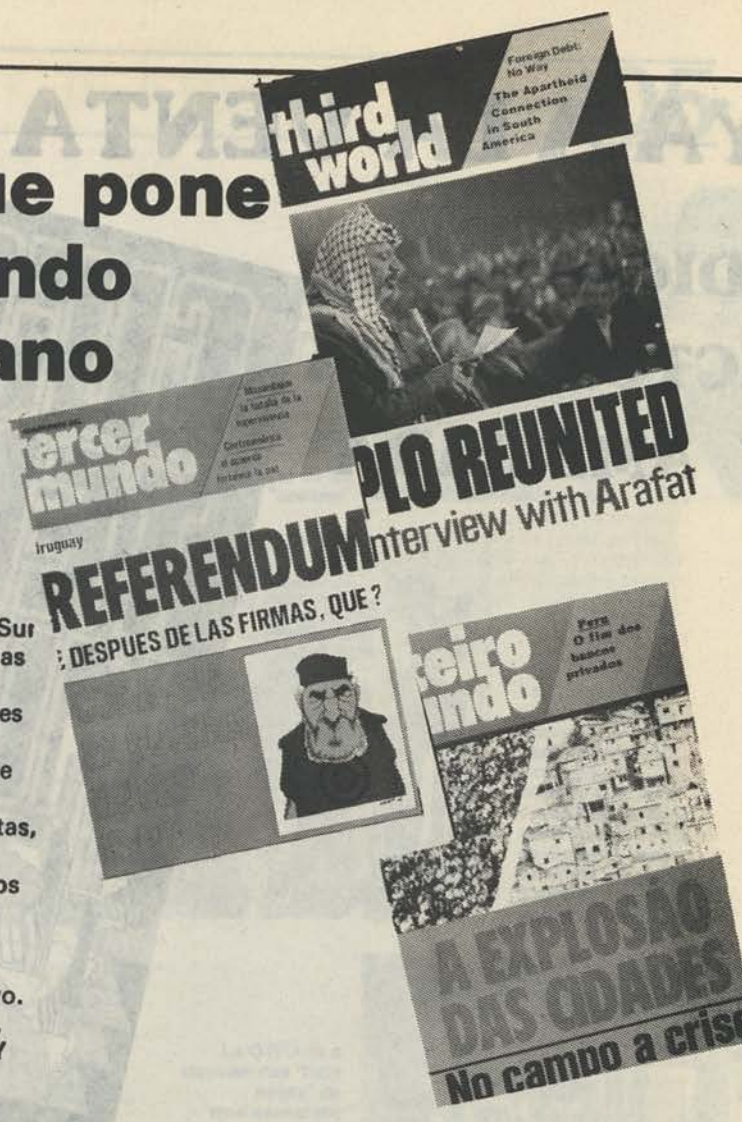 ue pone
ndo
ano
Sur
as
es
e
tas,
os
o.
Y
third
world
Foreign Debt:
No Way
The Apartheid
Connection
in South
America
PLO REUNITED
nterview with Arafat
ercer
mundo
Mozambique
la batalla de la
supervivencia
Centroamérica
el acuerdo
fortalece la paz
iruguay
REFERENDUM
DESPUES DE LAS FIRMAS, QUE?
ceiro
undo
Peru
O fim dos
bancos
privados
A EXPLOSÃO
DAS CIDADES
No campo a crise